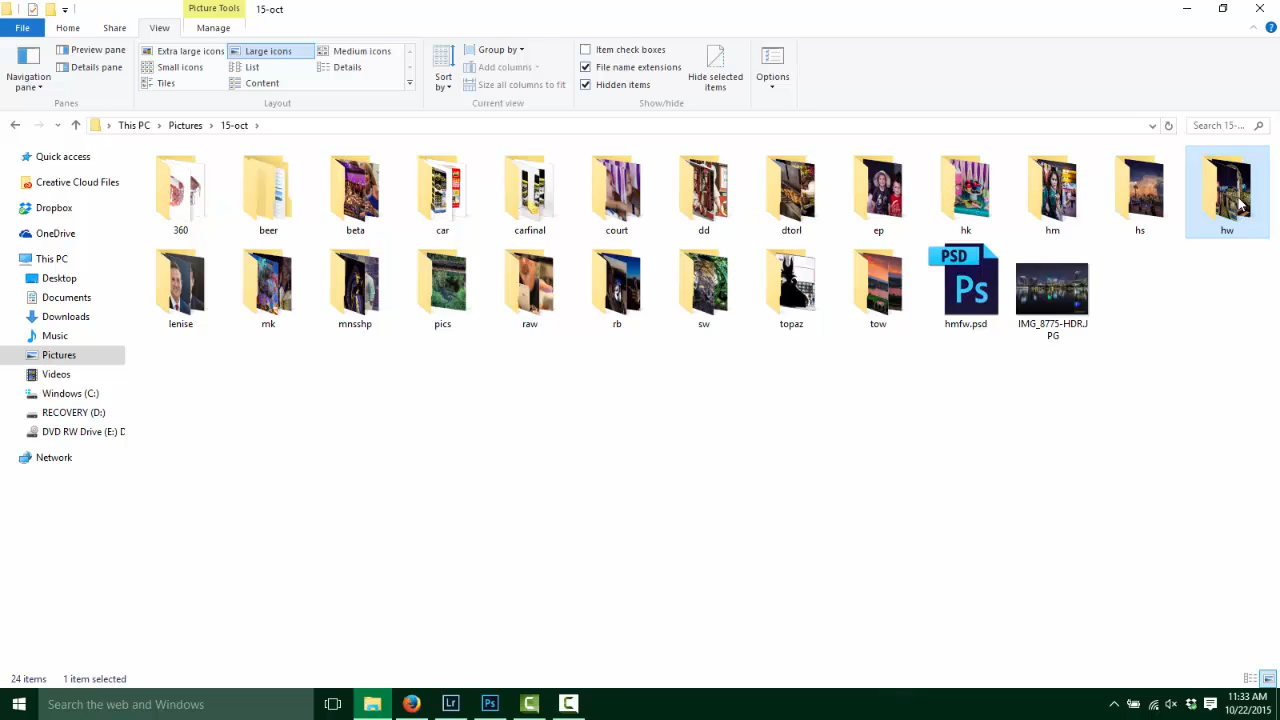 Picture Tools
15-oct
File
Home
Share
View
Manage
Navigation
pane
Preview pane
Details pane
Panes
Extra large icons
Large icons
Medium icons
Small icons
List
Details
Tiles
Content
Layout
Sort
by
Group by
Add columns
Size all columns to fit
Current view
Item check boxes
File name extensions
Hidden items
Hide selected
items
Show/hide
Options
This PC
Pictures
15-oct
Search 15-...
Quick access
Creative Cloud Files
Dropbox
OneDrive
This PC
Desktop
Documents
Downloads
Music
Pictures
Videos
Windows (C:)
RECOVERY (D:)
DVD RW Drive (E:) D
Network
360
beer
beta
car
carfinal
court
dd
dtorl
ep
hk
hm
hs
hw
PSD
Ps
lenise
mk
mnsshp
pics
raw
rb
sw
topaz
tow
hmfw.psd
IMG_8775-HDR.J
PG
24 items
1 item selected
Search the web and Windows
Lr
Ps
11:33 AM
10/22/2015